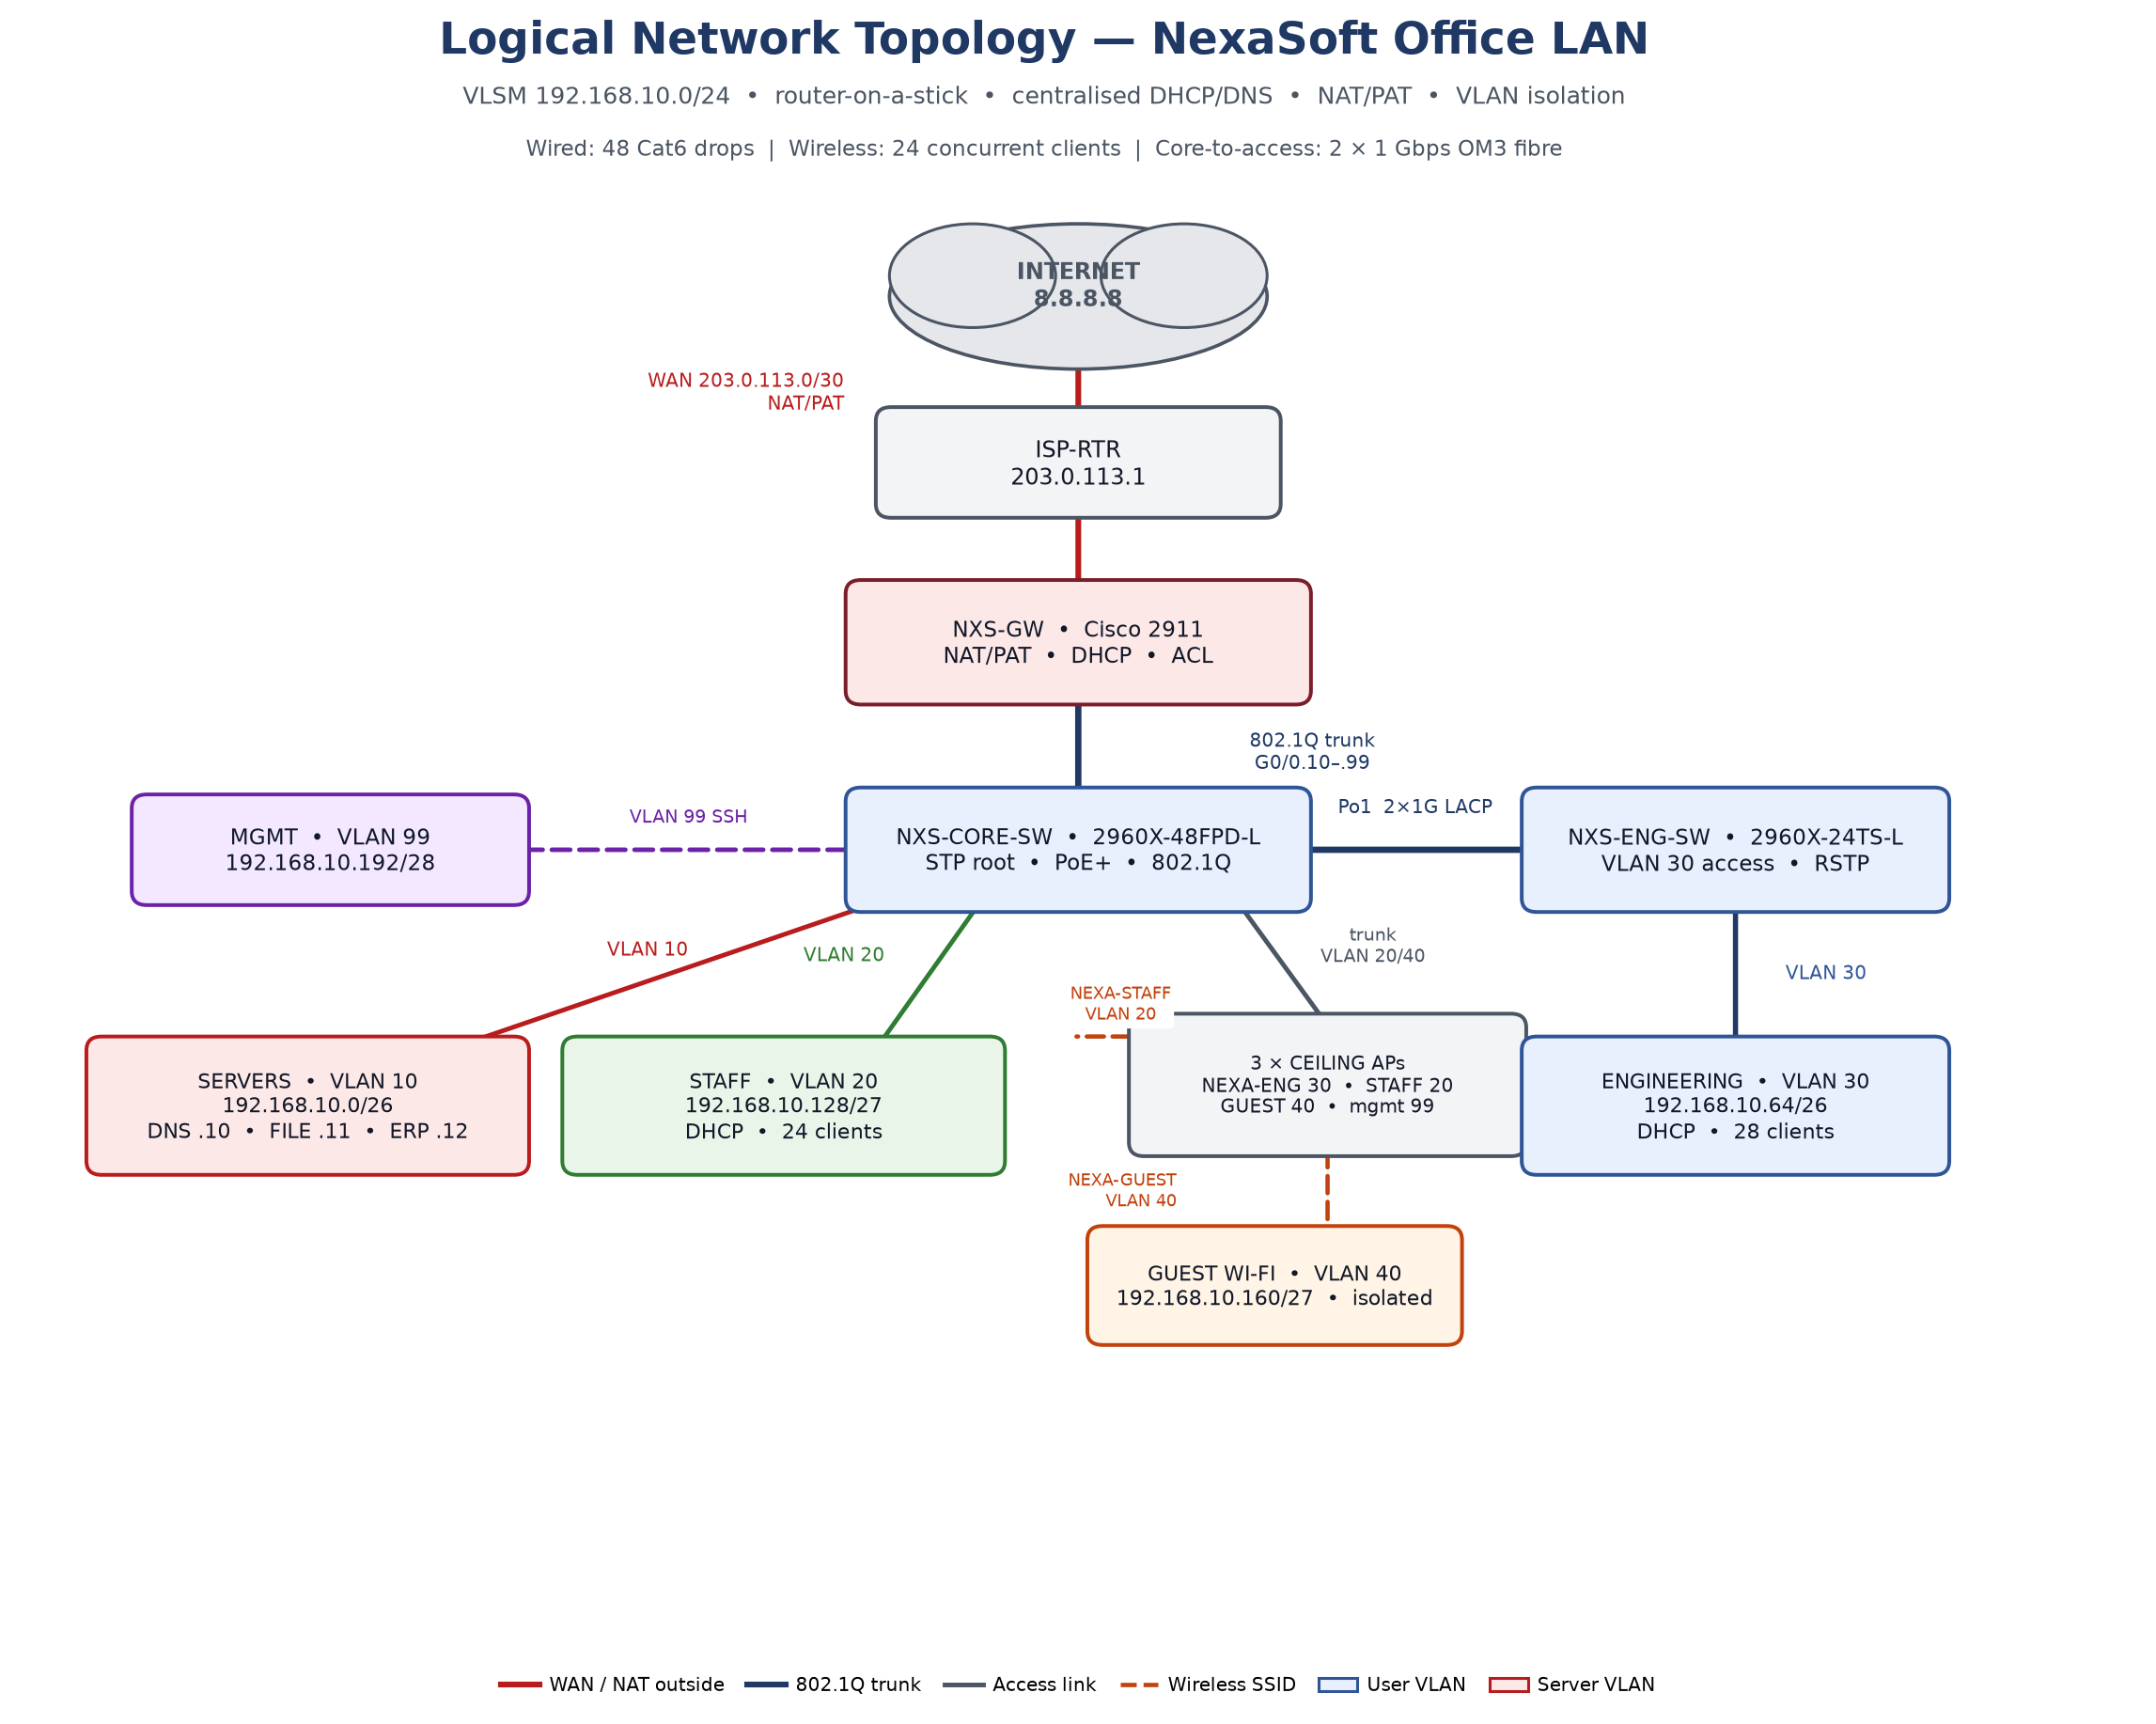 Logical Network Topology — NexaSoft Office LAN
VLSM 192.168.10.0/24 • router-on-a-stick • centralised DHCP/DNS • NAT/PAT • VLAN isolation
Wired: 48 Cat6 drops | Wireless: 24 concurrent clients | Core-to-access: 2 × 1 Gbps OM3 fibre
INTERNET
8.8.8.8
WAN 203.0.113.0/30
NAT/PAT
ISP-RTR
203.0.113.1
NXS-GW • Cisco 2911
NAT/PAT • DHCP • ACL
802.1Q trunk
G0/0.10–.99
MGMT • VLAN 99
192.168.10.192/28
VLAN 99 SSH
NXS-CORE-SW • 2960X-48FPD-L
STP root • PoE+ • 802.1Q
Po1 2×1G LACP
NXS-ENG-SW • 2960X-24TS-L
VLAN 30 access • RSTP
VLAN 10
VLAN 20
trunk
VLAN 20/40
VLAN 30
NEXA-STAFF
VLAN 20
SERVERS • VLAN 10
192.168.10.0/26
DNS .10 • FILE .11 • ERP .12
STAFF • VLAN 20
192.168.10.128/27
DHCP • 24 clients
3 × CEILING APs
NEXA-ENG 30 • STAFF 20
GUEST 40 • mgmt 99
ENGINEERING • VLAN 30
192.168.10.64/26
DHCP • 28 clients
NEXA-GUEST
VLAN 40
GUEST WI-FI • VLAN 40
192.168.10.160/27 • isolated
WAN / NAT outside
802.1Q trunk
Access link
Wireless SSID
User VLAN
Server VLAN